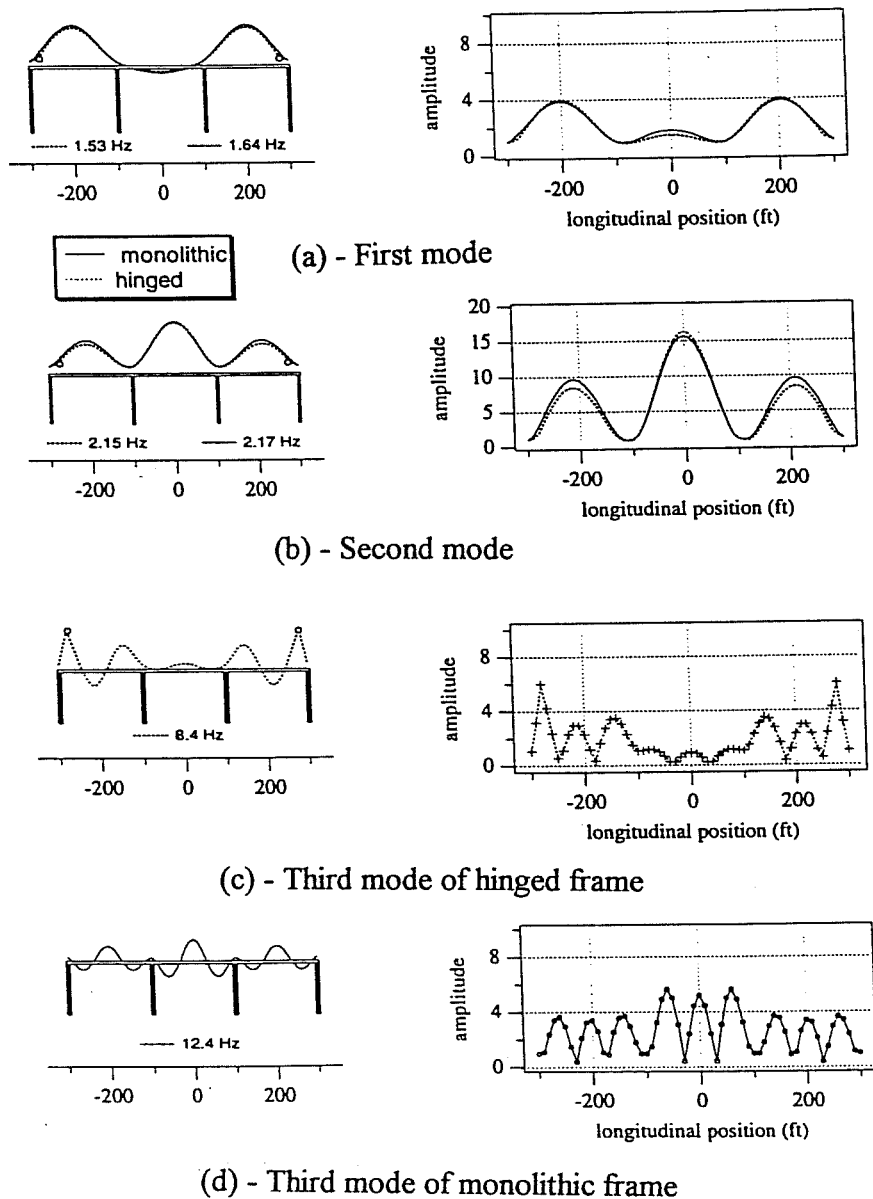 1.53 Hz 1.64 Hz
-200 0 200
amplitude
8
4
0
-200 0 200
longitudinal position (ft)
(a) - First mode
monolithic
hinged
2.15 Hz 2.17 Hz
-200 0 200
amplitude
20
15
10
5
0
-200 0 200
longitudinal position (ft)
(b) - Second mode
8.4 Hz
-200 0 200
amplitude
8
4
0
-200 0 200
longitudinal position (ft)
(c) - Third mode of hinged frame
12.4 Hz
-200 0 200
amplitude
8
4
0
-200 0 200
longitudinal position (ft)
(d) - Third mode of monolithic frame